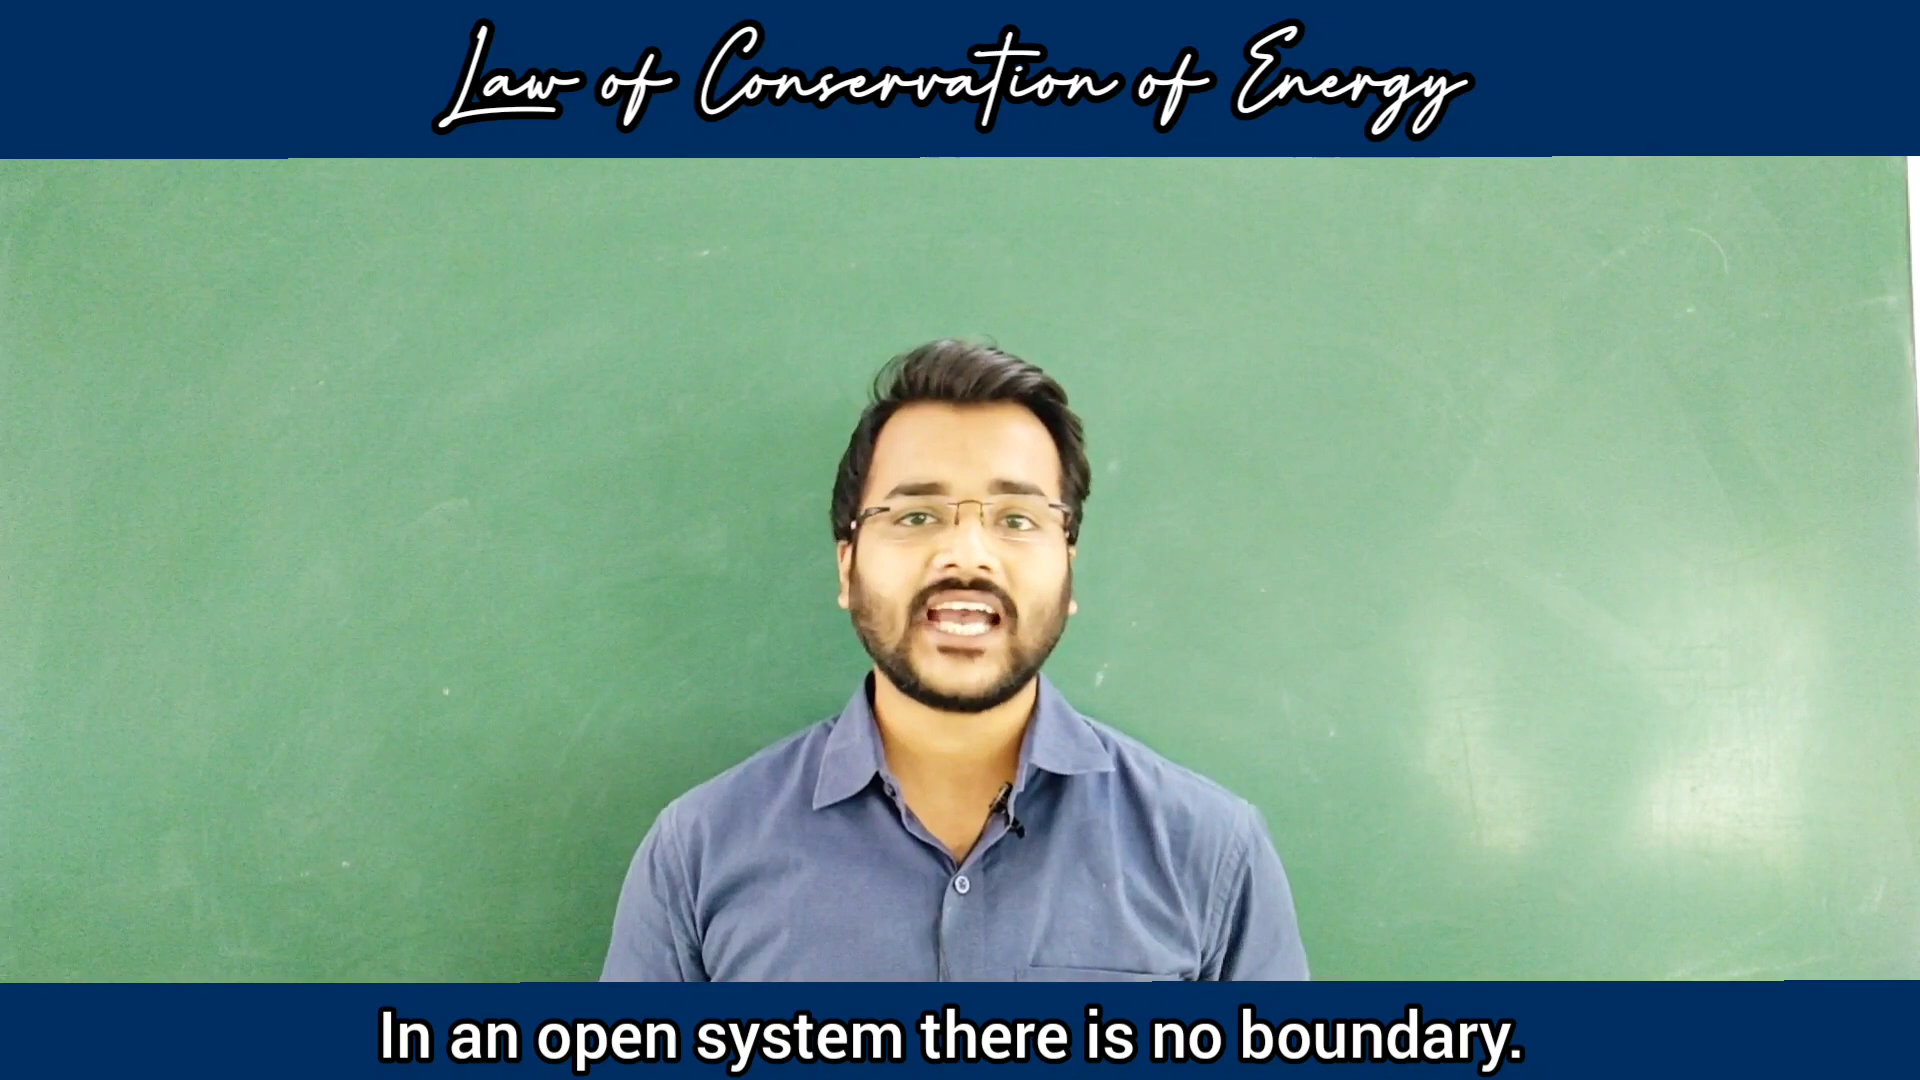 Law of Conservation of Energy
In an open system there is no boundary.